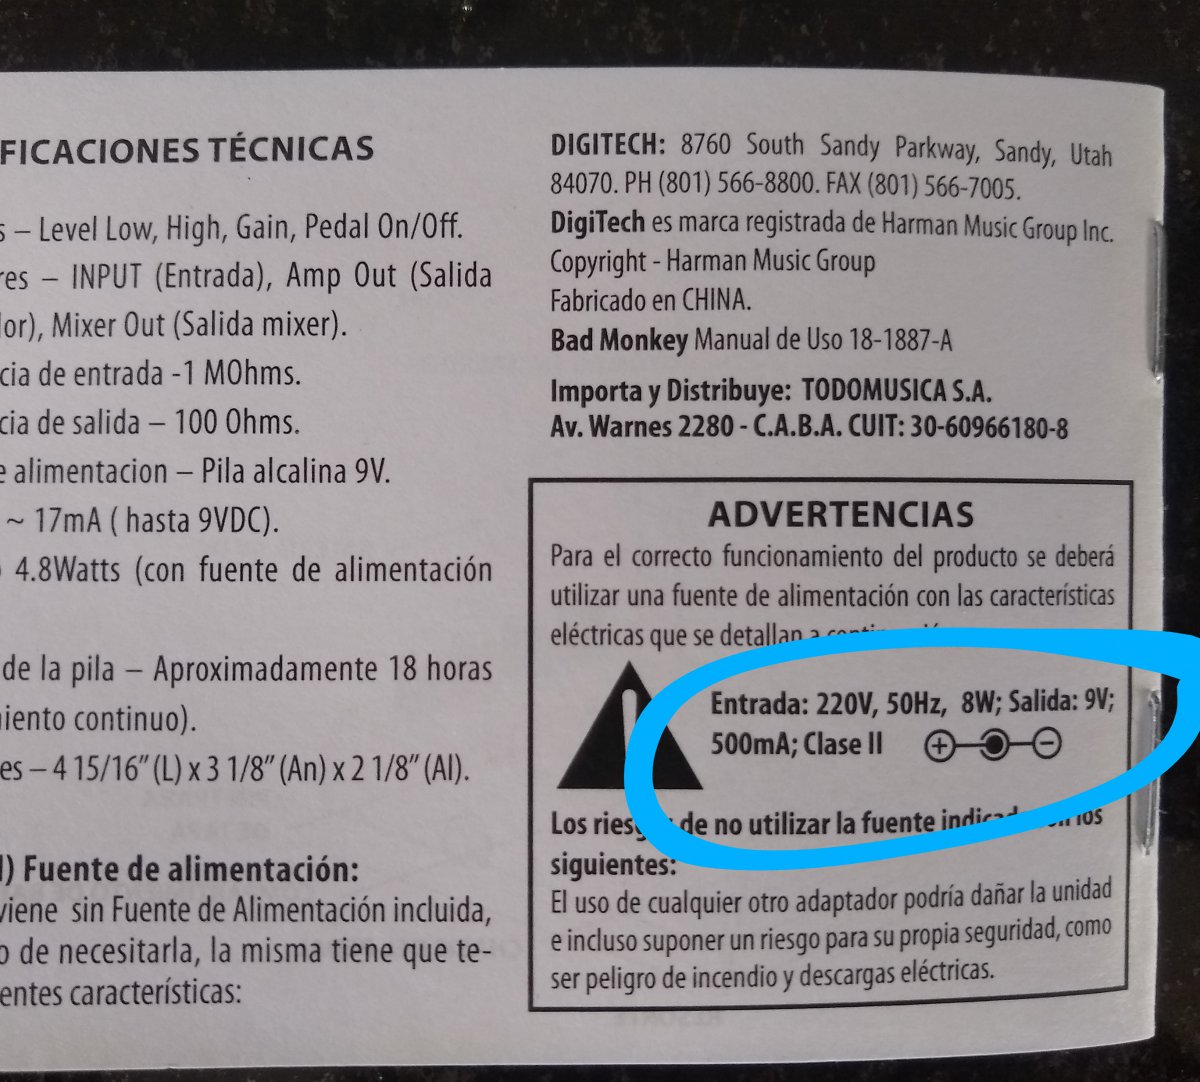 FICACIONES TÉCNICAS
s – Level Low, High, Gain, Pedal On/Off.
res – INPUT (Entrada), Amp Out (Salida
lor), Mixer Out (Salida mixer).
cia de entrada -1 MOhms.
cia de salida – 100 Ohms.
e alimentacion – Pila alcalina 9V.
~ 17mA ( hasta 9VDC).
4.8Watts (con fuente de alimentación
de la pila – Aproximadamente 18 horas
niento continuo).
es – 4 15/16” (L) x 3 1/8” (An) x 2 1/8” (Al).
) Fuente de alimentación:
viene sin Fuente de Alimentación incluida,
o de necesitarla, la misma tiene que te-
entes características:
DIGITECH: 8760 South Sandy Parkway, Sandy, Utah
84070. PH (801) 566-8800. FAX (801) 566-7005.
DigiTech es marca registrada de Harman Music Group Inc.
Copyright - Harman Music Group
Fabricado en CHINA.
Bad Monkey Manual de Uso 18-1887-A
Importa y Distribuye: TODOMUSICA S.A.
Av. Warnes 2280 - C.A.B.A. CUIT: 30-60966180-8
ADVERTENCIAS
Para el correcto funcionamiento del producto se deberá
utilizar una fuente de alimentación con las características
eléctricas que se detallan a
Entrada: 220V, 50Hz, 8W; Salida: 9V;
500mA; Clase II
Los de no utilizar la fuente los
siguientes:
El uso de cualquier otro adaptador podría dañar la unidad
e incluso suponer un riesgo para su propia seguridad, como
ser peligro de incendio y descargas eléctricas.